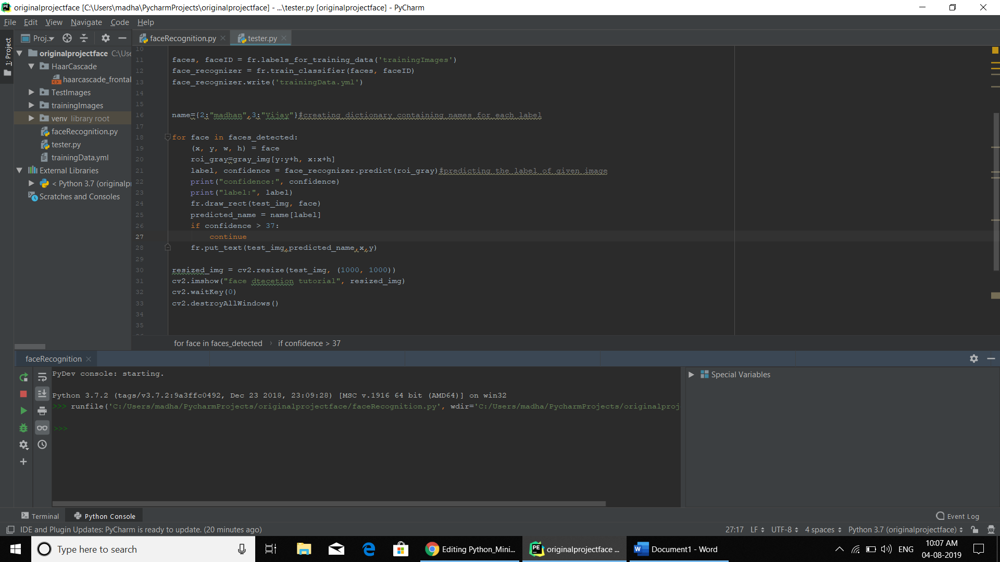 originalprojectface [C:\Users\madha\PycharmProjects\originalprojectface] - ...\tester.py [originalprojectface] - PyCharm
File Edit View Navigate Code Help
1: Project
Proj..
faceRecognition.py
tester.py
originalprojectface C:\Use
HaarCascade
haarcascade_frontal
TestImages
trainingImages
venv library root
faceRecognition.py
tester.py
trainingData.yml
External Libraries
< Python 3.7 (originalp
Scratches and Consoles
10
11 faces, faceID = fr.labels_for_training_data('trainingImages')
12 face_recognizer = fr.train_classifier(faces, faceID)
13 face_recognizer.write('trainingData.yml')
14
15
16 name={2:"madhan",3:"Vijay"}#creating dictionary containing names for each label
17
18 for face in faces_detected:
19 (x, y, w, h) = face
20 roi_gray=gray_img[y:y+h, x:x+h]
21 label, confidence = face_recognizer.predict(roi_gray)#predicting the label of given image
22 print("confidence:", confidence)
23 print("label:", label)
24 fr.draw_rect(test_img, face)
25 predicted_name = name[label]
26 if confidence > 37:
27 continue
28 fr.put_text(test_img,predicted_name,x,y)
29
30 resized_img = cv2.resize(test_img, (1000, 1000))
31 cv2.imshow("face dtecetion tutorial", resized_img)
32 cv2.waitKey(0)
33 cv2.destroyAllWindows()
34
35
for face in faces_detected › if confidence > 37
faceRecognition
PyDev console: starting.
Python 3.7.2 (tags/v3.7.2:9a3ffc0492, Dec 23 2018, 23:09:28) [MSC v.1916 64 bit (AMD64)] on win32
>>> runfile('C:/Users/madha/PycharmProjects/originalprojectface/faceRecognition.py', wdir='C:/Users/madha/PycharmProjects/originalproj
>>>
Special Variables
Terminal
Python Console
Event Log
IDE and Plugin Updates: PyCharm is ready to update. (20 minutes ago)
27:17 LF UTF-8 4 spaces Python 3.7 (originalprojectface)
Type here to search
Editing Python_Mini...
originalprojectface ...
Document1 - Word
ENG
10:07 AM
04-08-2019